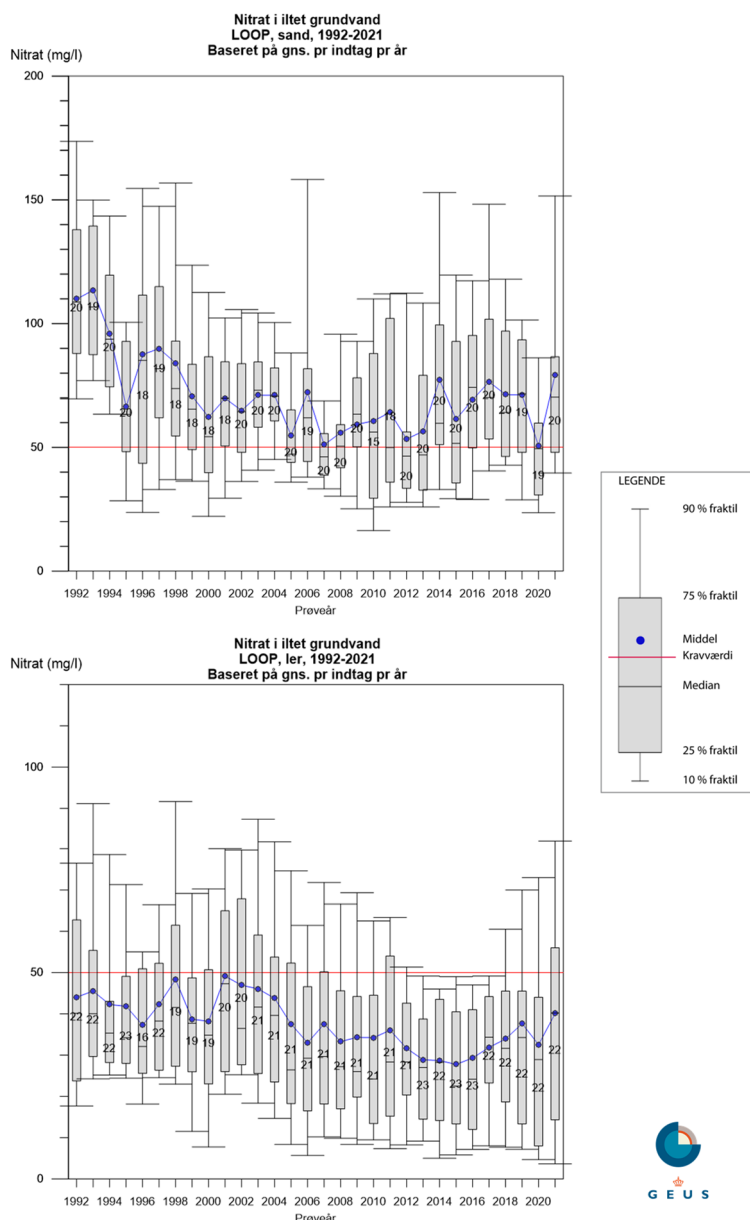 Nitrat i iltet grundvand
LOOP, sand, 1992-2021
Baseret på gns. pr indtag pr år
Nitrat (mg/l)
200
150
100
50
0
20 19 20 20 18 19 18 19 18 18 20 20 20 20 19 20 20 20 15 18 20 20 20 20 20 20 20 19 19 20
1992 1994 1996 1998 2000 2002 2004 2006 2008 2010 2012 2014 2016 2018 2020
Prøveår
LEGENDE
90 % fraktil
75 % fraktil
Middel
Kravværdi
Median
25 % fraktil
10 % fraktil
Nitrat i iltet grundvand
LOOP, ler, 1992-2021
Baseret på gns. pr indtag pr år
Nitrat (mg/l)
100
50
0
20 22 22 23 16 22 19 19 19 20 20 21 21 21 21 21 21 21 21 21 21 23 22 22 23 22 22 22 22 22
1992 1994 1996 1998 2000 2002 2004 2006 2008 2010 2012 2014 2016 2018 2020
Prøveår
GEUS